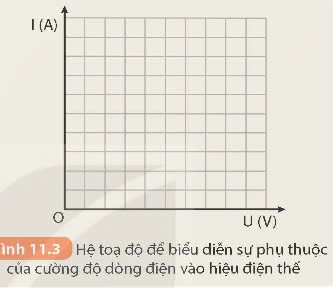 I (A)
O
U (V)
ình 11.3 Hệ toạ độ để biểu diễn sự phụ thuộc
của cường độ dòng điện vào hiệu điện thế